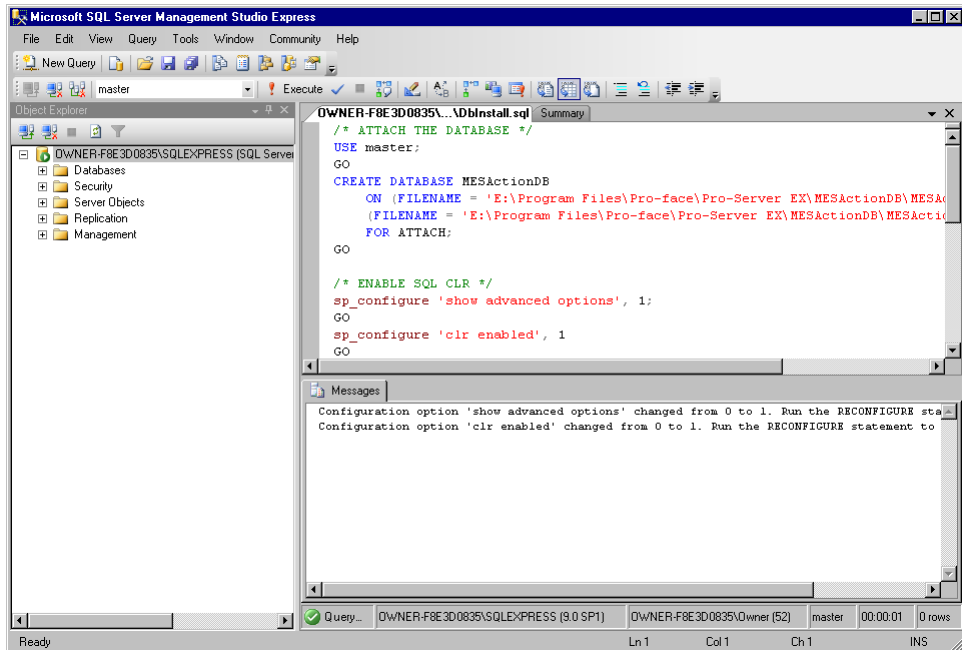 Microsoft SQL Server Management Studio Express
File Edit View Query Tools Window Community Help
New Query
master
Execute
Object Explorer
OWNER-F8E3D0835\SQLEXPRESS (SQL Server
Databases
Security
Server Objects
Replication
Management
OWNER-F8E3D0835\...\DbInstall.sql Summary
/* ATTACH THE DATABASE */
USE master;
GO
CREATE DATABASE MESActionDB
ON (FILENAME = 'E:\Program Files\Pro-face\Pro-Server EX\MESActionDB\MESA
(FILENAME = 'E:\Program Files\Pro-face\Pro-Server EX\MESActionDB\MESActi
FOR ATTACH;
GO
/* ENABLE SQL CLR */
sp_configure 'show advanced options', 1;
GO
sp_configure 'clr enabled', 1
GO
Messages
Configuration option 'show advanced options' changed from 0 to 1. Run the RECONFIGURE sta
Configuration option 'clr enabled' changed from 0 to 1. Run the RECONFIGURE statement to
Query... OWNER-F8E3D0835\SQLEXPRESS (9.0 SP1) OWNER-F8E3D0835\Owner (52) master 00:00:01 0 rows
Ready Ln 1 Col 1 Ch 1 INS